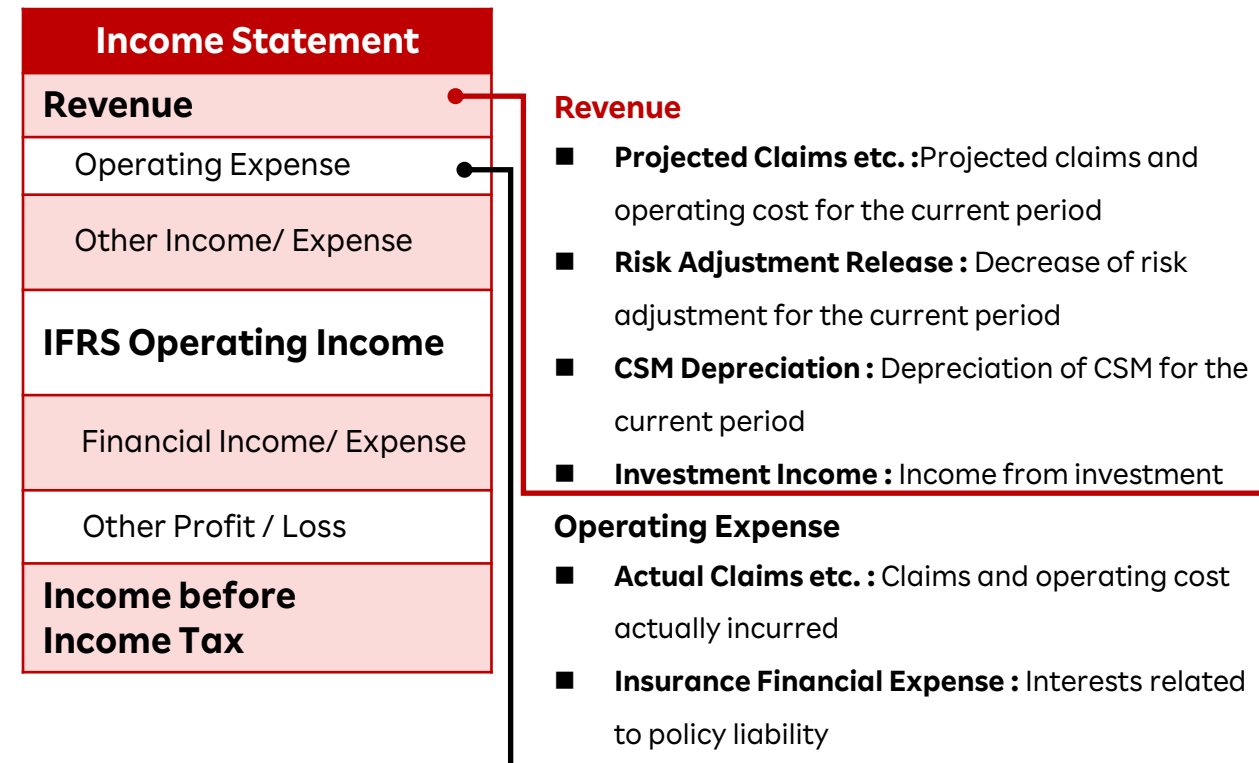 Income Statement
Revenue
Operating Expense
Other Income/ Expense
IFRS Operating Income
Financial Income/ Expense
Other Profit / Loss
Income before
Income Tax
Revenue
■ Projected Claims etc. :Projected claims and
operating cost for the current period
■ Risk Adjustment Release : Decrease of risk
adjustment for the current period
■ CSM Depreciation : Depreciation of CSM for the
current period
■ Investment Income : Income from investment
Operating Expense
■ Actual Claims etc. : Claims and operating cost
actually incurred
■ Insurance Financial Expense : Interests related
to policy liability